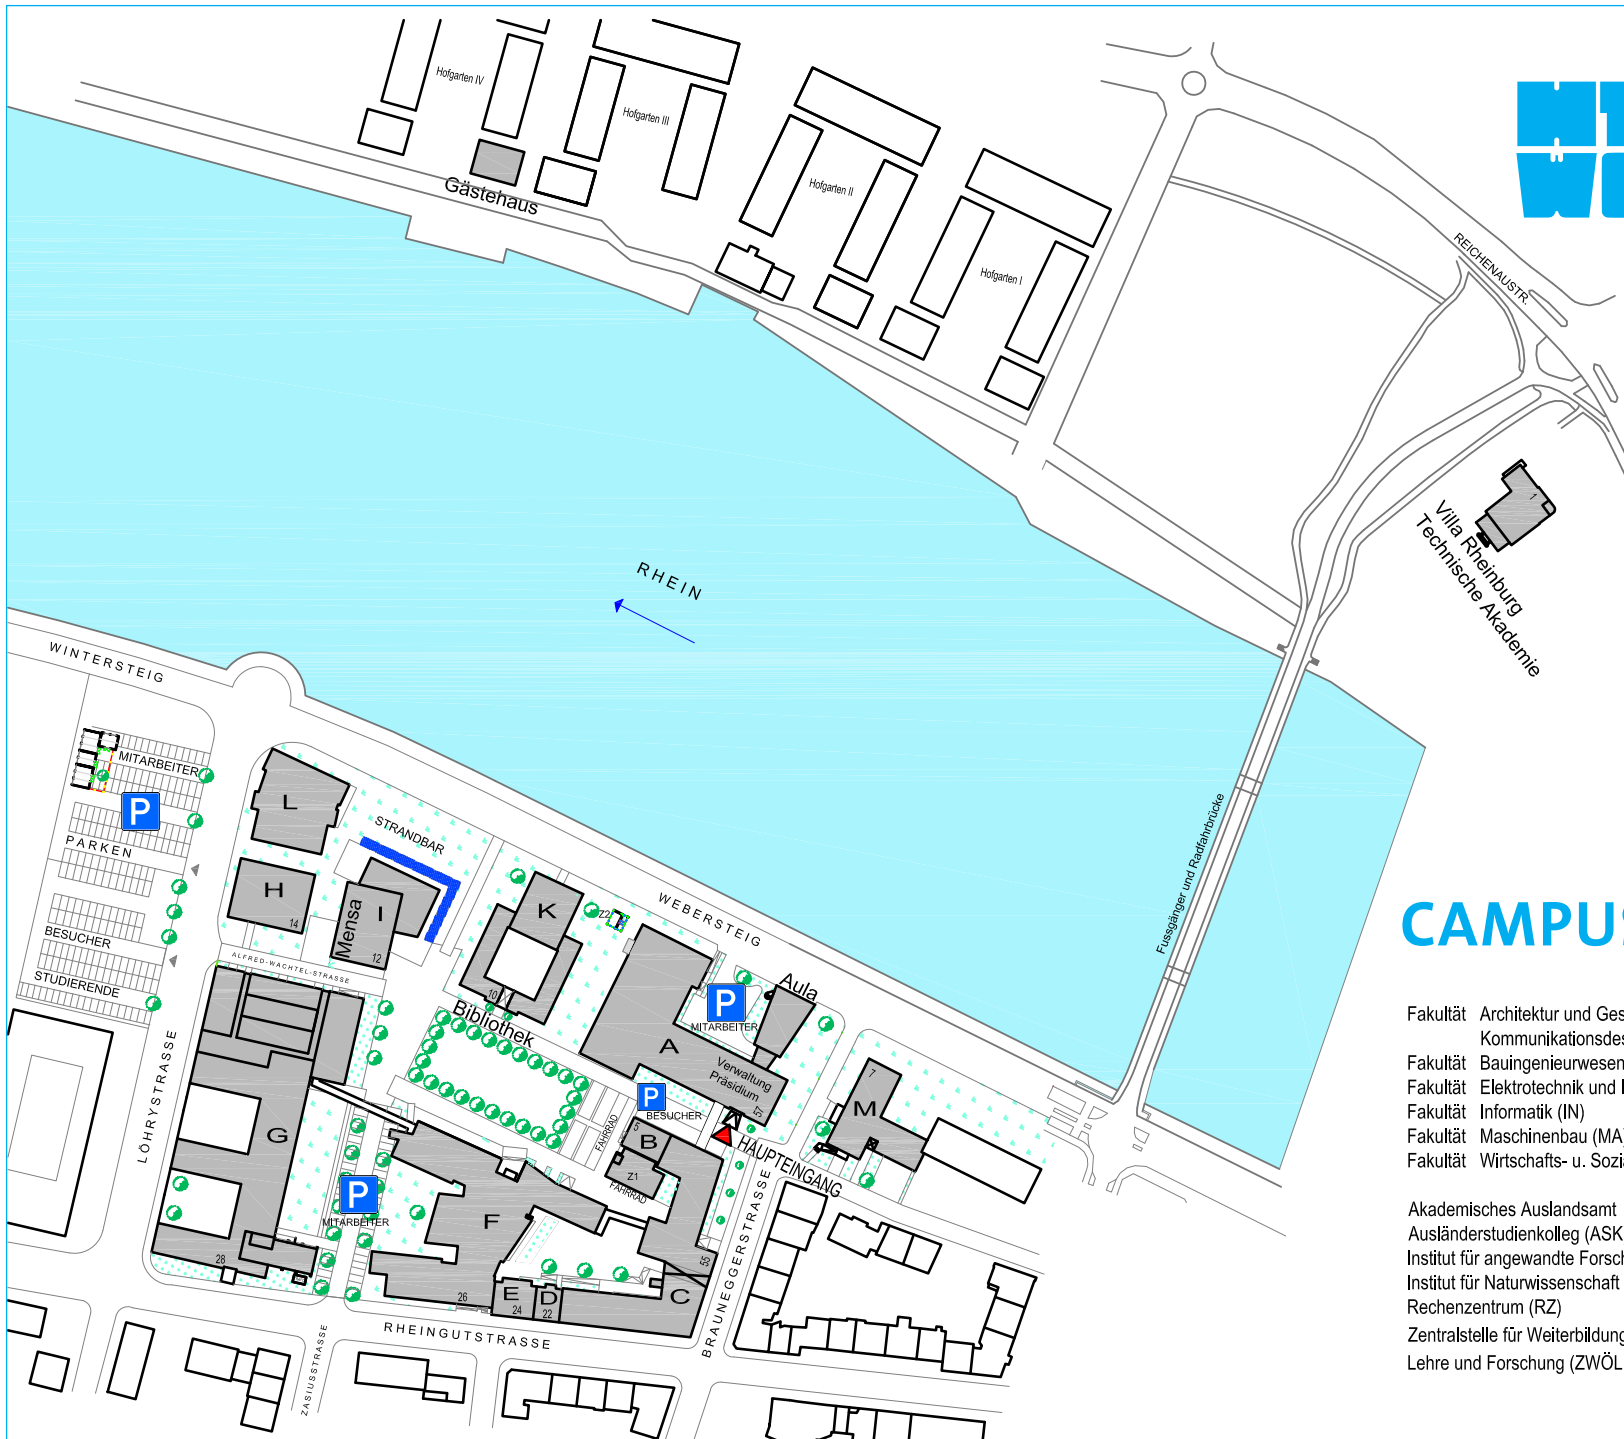 Hofgarten IV
Hofgarten III
Hofgarten II
Hofgarten I
Gästehaus
REICHENAUSTR.
1
Villa Rheinburg
Technische Akademie
RHEIN
WINTERSTEIG
MITARBEITER
P
PARKEN
BESUCHER
STUDIERENDE
L
STRANDBAR
H
14
Mensa
I
12
ALFRED-WACHTEL-STRASSE
K
Z2
10
Bibliothek
WEBERSTEIG
Fussgänger und Radfahrbrücke
Aula
P
MITARBEITER
A
Verwaltung
Präsidium
57
P
BESUCHER
7
M
HAUPTEINGANG
5
B
Z1
FAHRRAD
FAHRRAD
LOHRYSTRASSE
G
28
P
MITARBEITER
F
26
E
24
D
22
C
55
BRAUNEGGERSTRASSE
RHEINGUTSTRASSE
ZASIUSSTRASSE
CAMPUS
Fakultät Architektur und Ges
Kommunikationsdes
Fakultät Bauingenieurwesen
Fakultät Elektrotechnik und
Fakultät Informatik (IN)
Fakultät Maschinenbau (MA
Fakultät Wirtschafts- u. Sozi
Akademisches Auslandsamt
Ausländerstudienkolleg (ASK
Institut für angewandte Forsch
Institut für Naturwissenschaft
Rechenzentrum (RZ)
Zentralstelle für Weiterbildung
Lehre und Forschung (ZWÖL